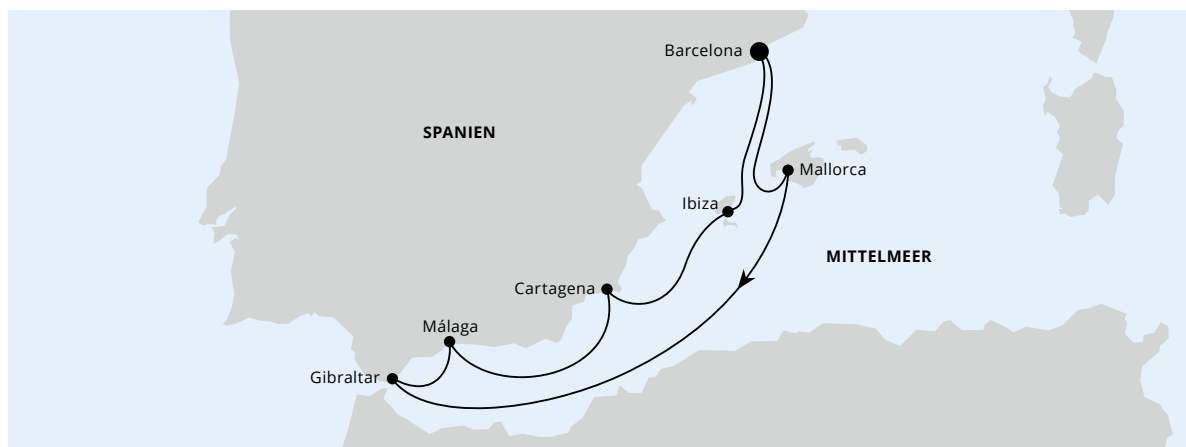 Barcelona
SPANIEN
Mallorca
Ibiza
MITTELMEER
Cartagena
Málaga
Gibraltar